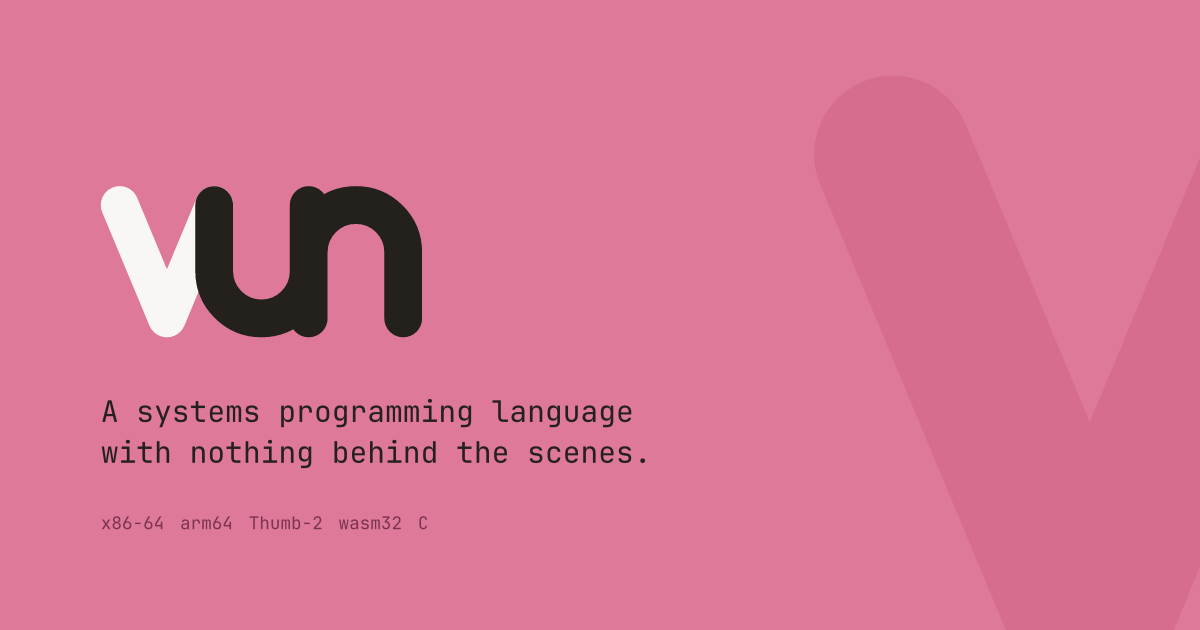 vun
A systems programming language
with nothing behind the scenes.
x86-64 arm64 Thumb-2 wasm32 C